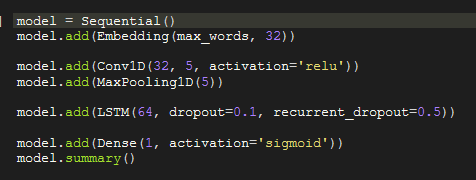 model = Sequential()
model.add(Embedding(max_words, 32))
model.add(Conv1D(32, 5, activation='relu'))
model.add(MaxPooling1D(5))
model.add(LSTM(64, dropout=0.1, recurrent_dropout=0.5))
model.add(Dense(1, activation='sigmoid'))
model.summary()